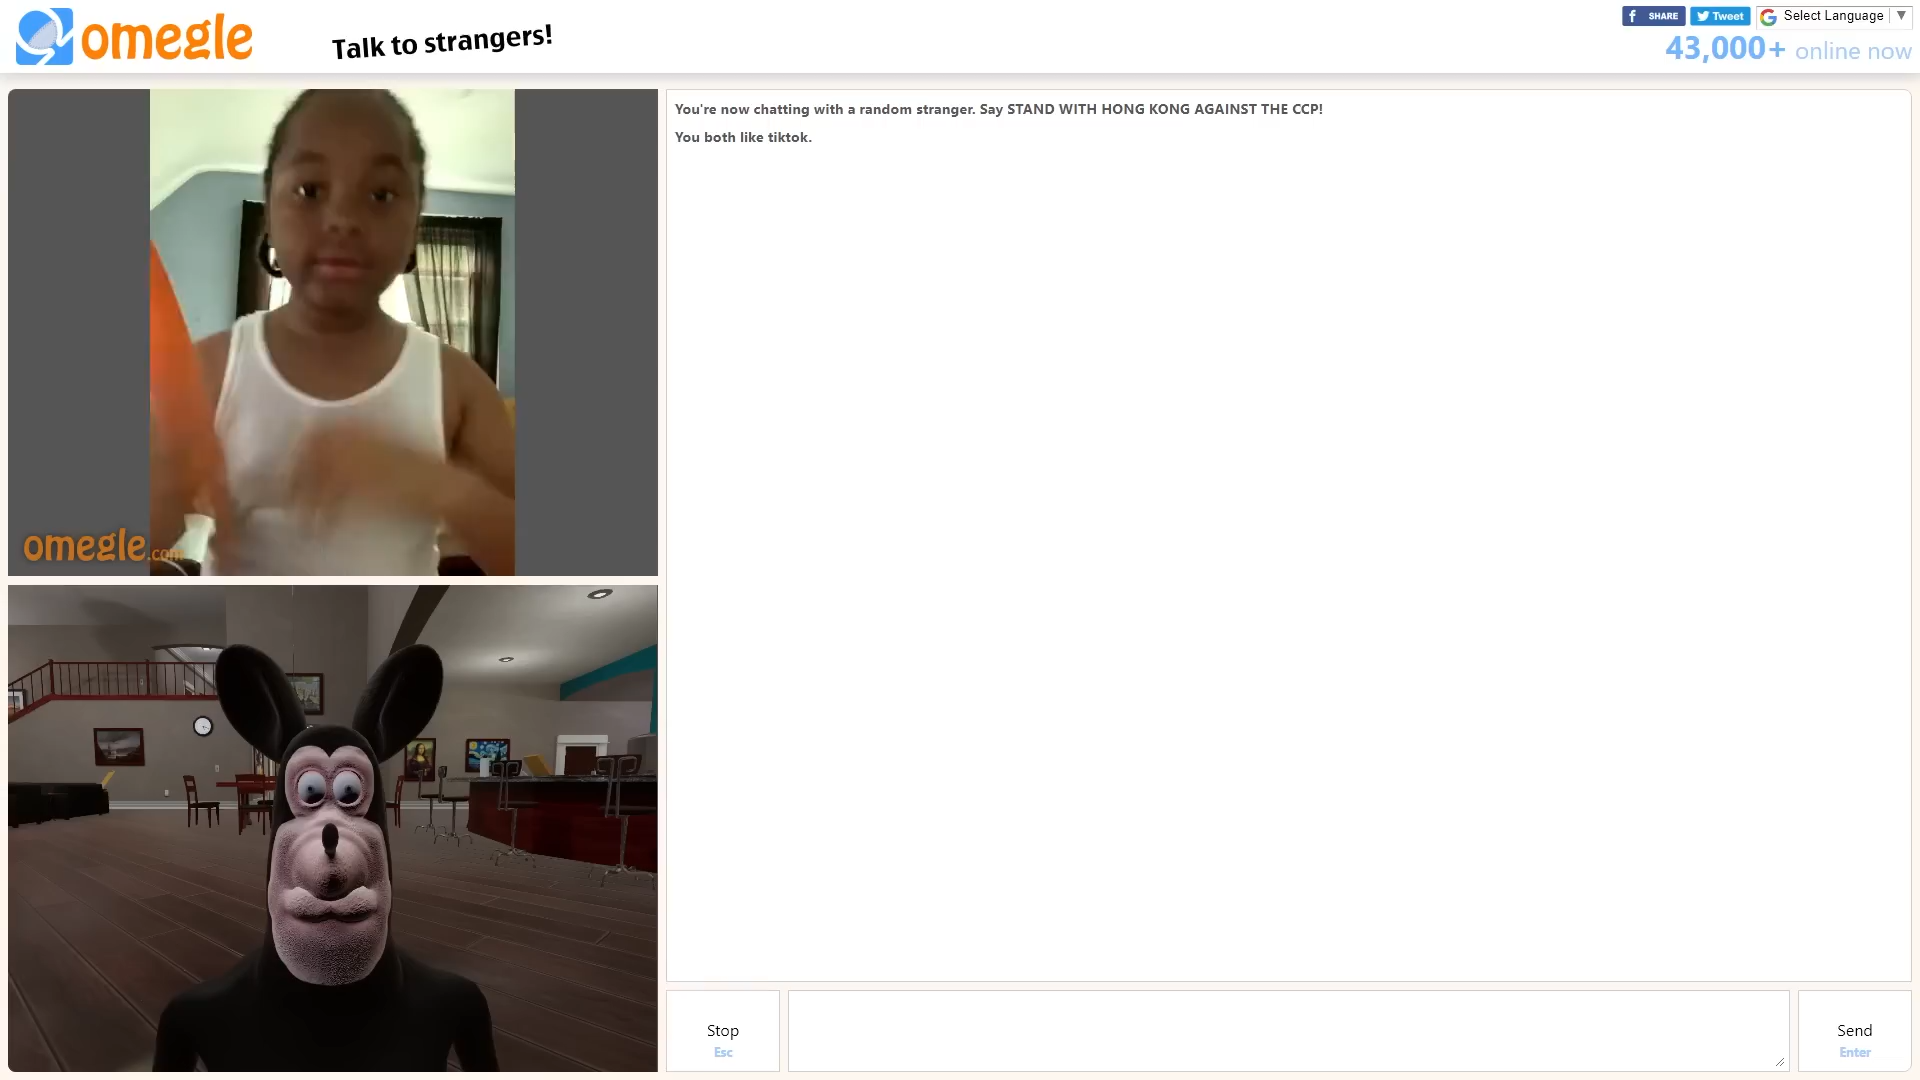 omegle
Talk to strangers!
SHARE
Tweet
Select Language
43,000+ online now
You're now chatting with a random stranger. Say STAND WITH HONG KONG AGAINST THE CCP!
You both like tiktok.
omegle.com
Stop
Esc
Send
Enter